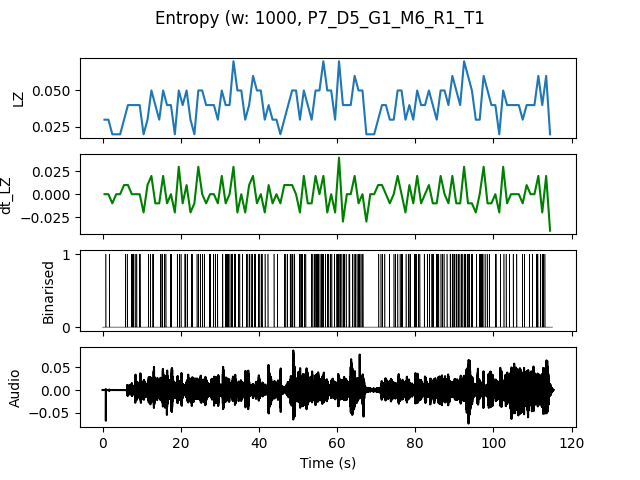 Entropy (w: 1000, P7_D5_G1_M6_R1_T1
LZ
0.050
0.025
dt_LZ
0.025
0.000
−0.025
Binarised
1
0
Audio
0.05
0.00
−0.05
0 20 40 60 80 100 120
Time (s)